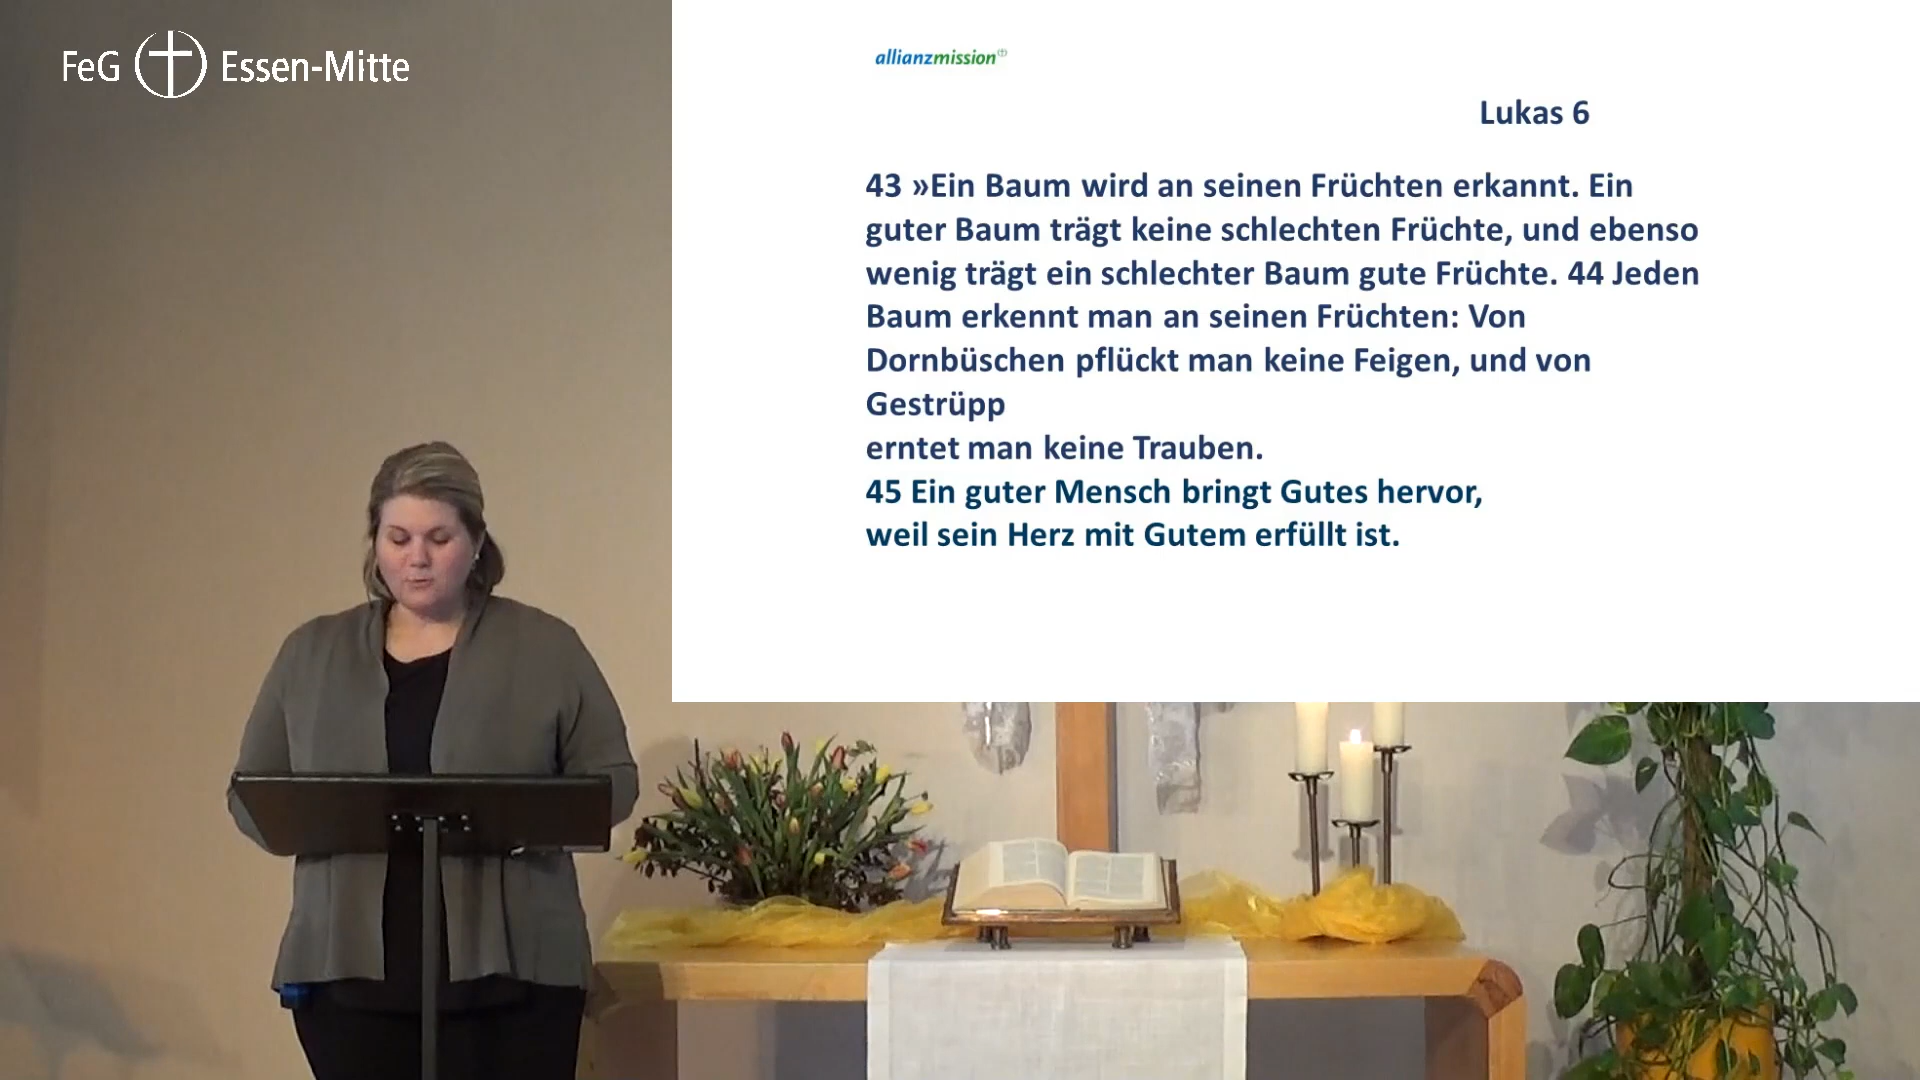 FeG Essen-Mitte
allianzmission
Lukas 6
43 »Ein Baum wird an seinen Früchten erkannt. Ein
guter Baum trägt keine schlechten Früchte, und ebenso
wenig trägt ein schlechter Baum gute Früchte. 44 Jeden
Baum erkennt man an seinen Früchten: Von
Dornbüschen pflückt man keine Feigen, und von
Gestrüpp
erntet man keine Trauben.
45 Ein guter Mensch bringt Gutes hervor,
weil sein Herz mit Gutem erfüllt ist.